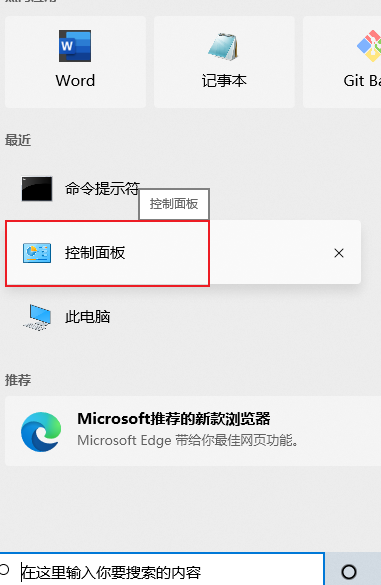 Word
记事本
Git Ba
最近
命令提示符
控制面板
控制面板
此电脑
推荐
Microsoft推荐的新款浏览器
Microsoft Edge 带给你最佳网页功能。
在这里输入你要搜索的内容